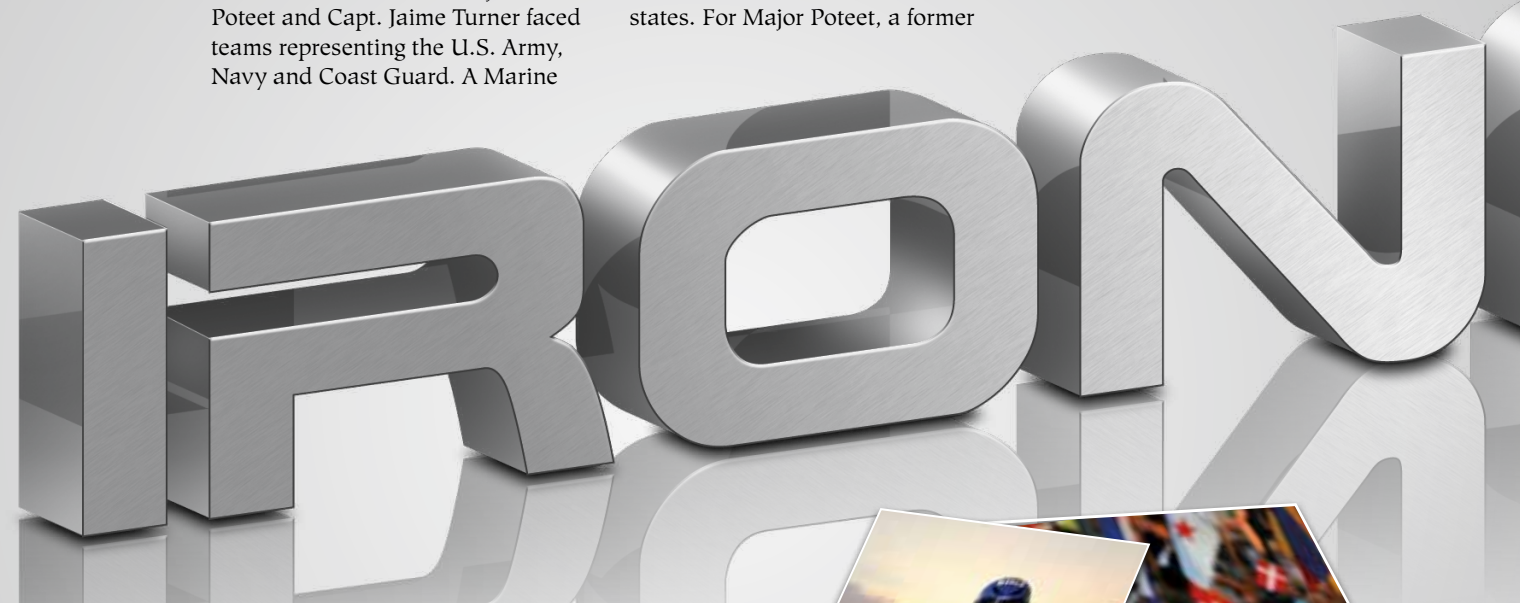 Poteet and Capt. Jaime Turner faced
teams representing the U.S. Army,
Navy and Coast Guard. A Marine
states. For Major Poteet, a former
IRON